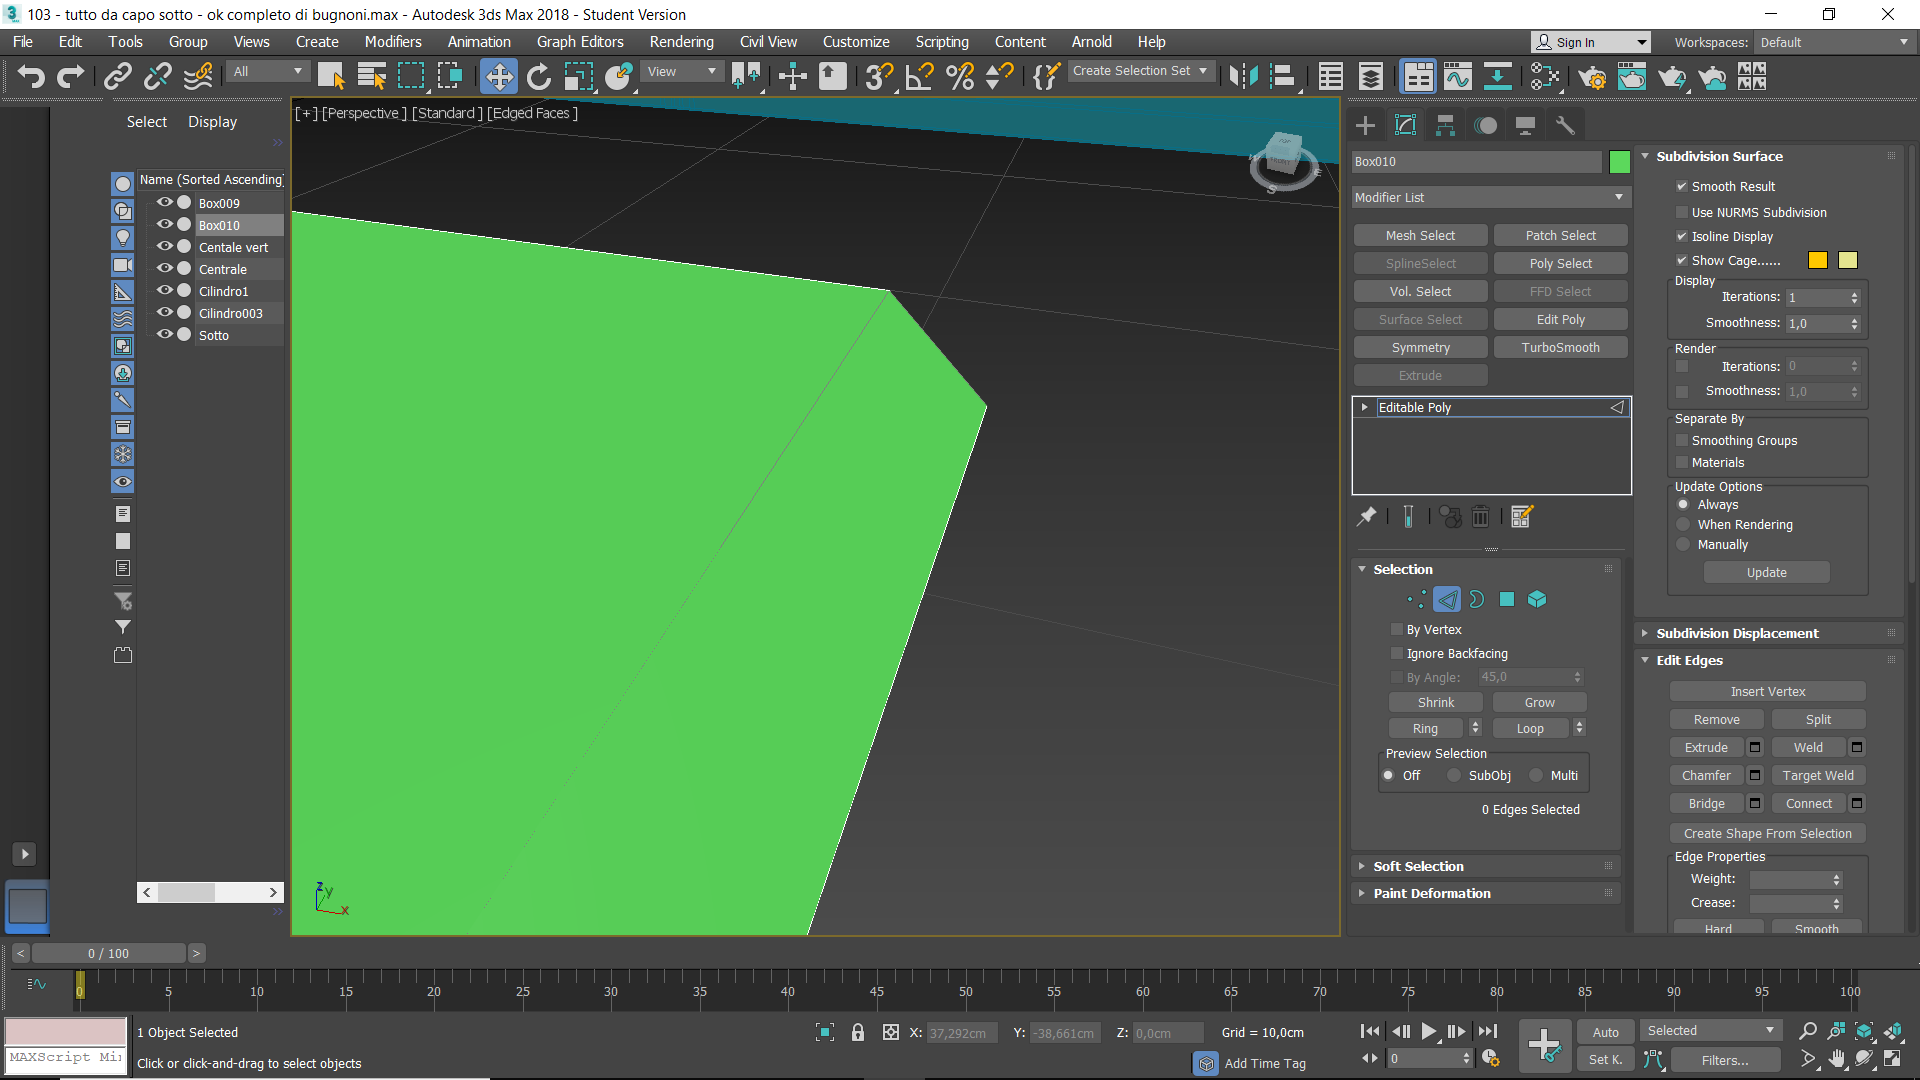 103 - tutto da capo sotto - ok completo di bugnoni.max - Autodesk 3ds Max 2018 - Student Version
File Edit Tools Group Views Create Modifiers Animation Graph Editors Rendering Civil View Customize Scripting Content Arnold Help
Sign In
Workspaces: Default
All
View
Create Selection Set
Select Display
[+] [Perspective ] [Standard ] [Edged Faces ]
Name (Sorted Ascending)
Box009
Box010
Centale vert
Centrale
Cilindro1
Cilindro003
Sotto
Box010
Modifier List
Mesh Select Patch Select
SplineSelect Poly Select
Vol. Select FFD Select
Surface Select Edit Poly
Symmetry TurboSmooth
Extrude
Editable Poly
Selection
By Vertex
Ignore Backfacing
By Angle: 45,0
Shrink Grow
Ring Loop
Preview Selection
Off SubObj Multi
0 Edges Selected
Soft Selection
Paint Deformation
Subdivision Surface
Smooth Result
Use NURMS Subdivision
Isoline Display
Show Cage......
Display
Iterations: 1
Smoothness: 1,0
Render
Iterations: 0
Smoothness: 1,0
Separate By
Smoothing Groups
Materials
Update Options
Always
When Rendering
Manually
Update
Subdivision Displacement
Edit Edges
Insert Vertex
Remove Split
Extrude Weld
Chamfer Target Weld
Bridge Connect
Create Shape From Selection
Edge Properties
Weight:
Crease:
Hard Smooth
z y x
< 0 / 100 >
0 5 10 15 20 25 30 35 40 45 50 55 60 65 70 75 80 85 90 95 100
1 Object Selected
X: 37,292cm Y: -38,661cm Z: 0,0cm Grid = 10,0cm
Auto Selected
MAXScript Mi
Click or click-and-drag to select objects
Add Time Tag
0
Set K. Filters...